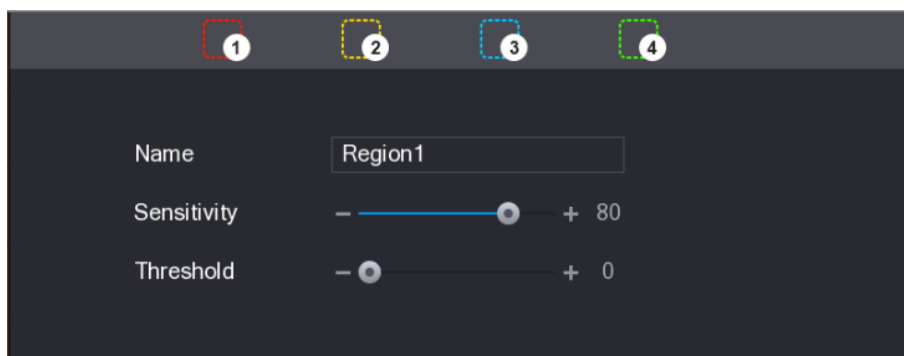 1 2 3 4
Name Region1
Sensitivity − + 80
Threshold − + 0